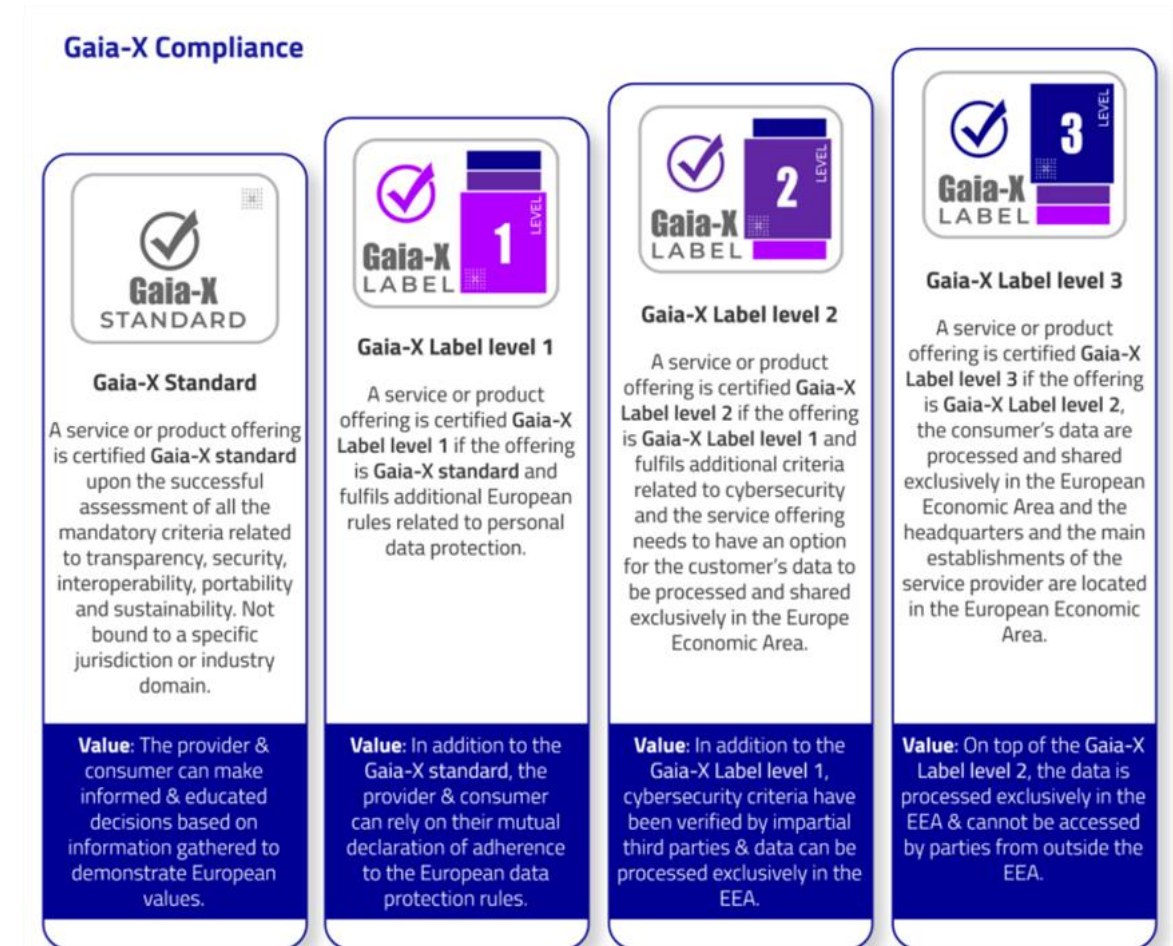 Gaia-X Compliance
Gaia-X
STANDARD
Gaia-X Standard
A service or product offering
is certified Gaia-X standard
upon the successful
assessment of all the
mandatory criteria related
to transparency, security,
interoperability, portability
and sustainability. Not
bound to a specific
jurisdiction or industry
domain.
Value: The provider &
consumer can make
informed & educated
decisions based on
information gathered to
demonstrate European
values.
Gaia-X
LABEL
1
LEVEL
Gaia-X Label level 1
A service or product
offering is certified Gaia-X
Label level 1 if the offering
is Gaia-X standard and
fulfils additional European
rules related to personal
data protection.
Value: In addition to the
Gaia-X standard, the
provider & consumer
can rely on their mutual
declaration of adherence
to the European data
protection rules.
Gaia-X
LABEL
2
LEVEL
Gaia-X Label level 2
A service or product
offering is certified Gaia-X
Label level 2 if the offering
is Gaia-X Label level 1 and
fulfils additional criteria
related to cybersecurity
and the service offering
needs to have an option
for the customer's data to
be processed and shared
exclusively in the Europe
Economic Area.
Value: In addition to the
Gaia-X Label level 1,
cybersecurity criteria have
been verified by impartial
third parties & data can be
processed exclusively in the
EEA.
Gaia-X
LABEL
3
LEVEL
Gaia-X Label level 3
A service or product
offering is certified Gaia-X
Label level 3 if the offering
is Gaia-X Label level 2,
the consumer's data are
processed and shared
exclusively in the European
Economic Area and the
headquarters and the main
establishments of the
service provider are located
in the European Economic
Area.
Value: On top of the Gaia-X
Label level 2, the data is
processed exclusively in the
EEA & cannot be accessed
by parties from outside the
EEA.